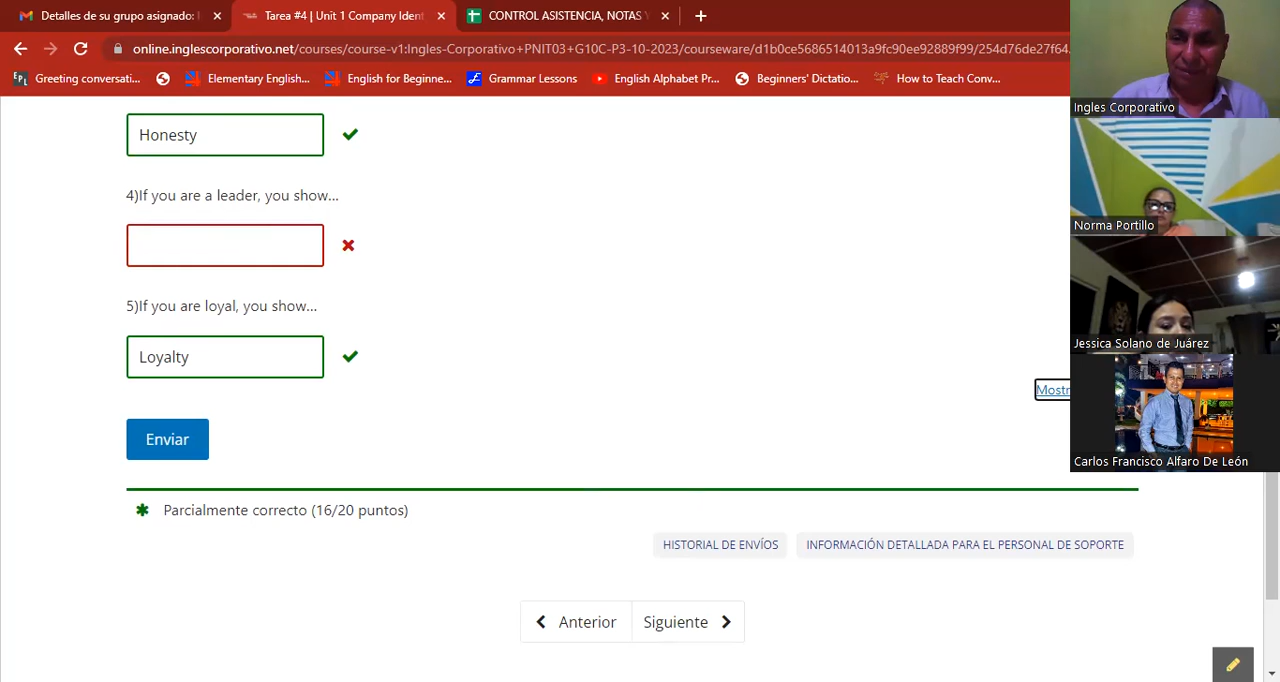 Detalles de su grupo asignado:
Tarea #4 | Unit 1 Company Iden
CONTROL ASISTENCIA, NOTAS Y
online.inglescorporativo.net/courses/course-v1:Ingles-Corporativo+PNIT03+G10C-P3-10-2023/courseware/d1b0ce5686514013a9fc90ee92889f99/254d76de27f64
Greeting conversati...
Elementary English...
English for Beginne...
Grammar Lessons
English Alphabet Pr...
Beginners' Dictatio...
How to Teach Conv...
Ingles Corporativo
Honesty
4)If you are a leader, you show...
Norma Portillo
5)If you are loyal, you show...
Jessica Solano de Juárez
Loyalty
Mostr
Enviar
Carlos Francisco Alfaro De León
Parcialmente correcto (16/20 puntos)
HISTORIAL DE ENVÍOS
INFORMACIÓN DETALLADA PARA EL PERSONAL DE SOPORTE
Anterior
Siguiente